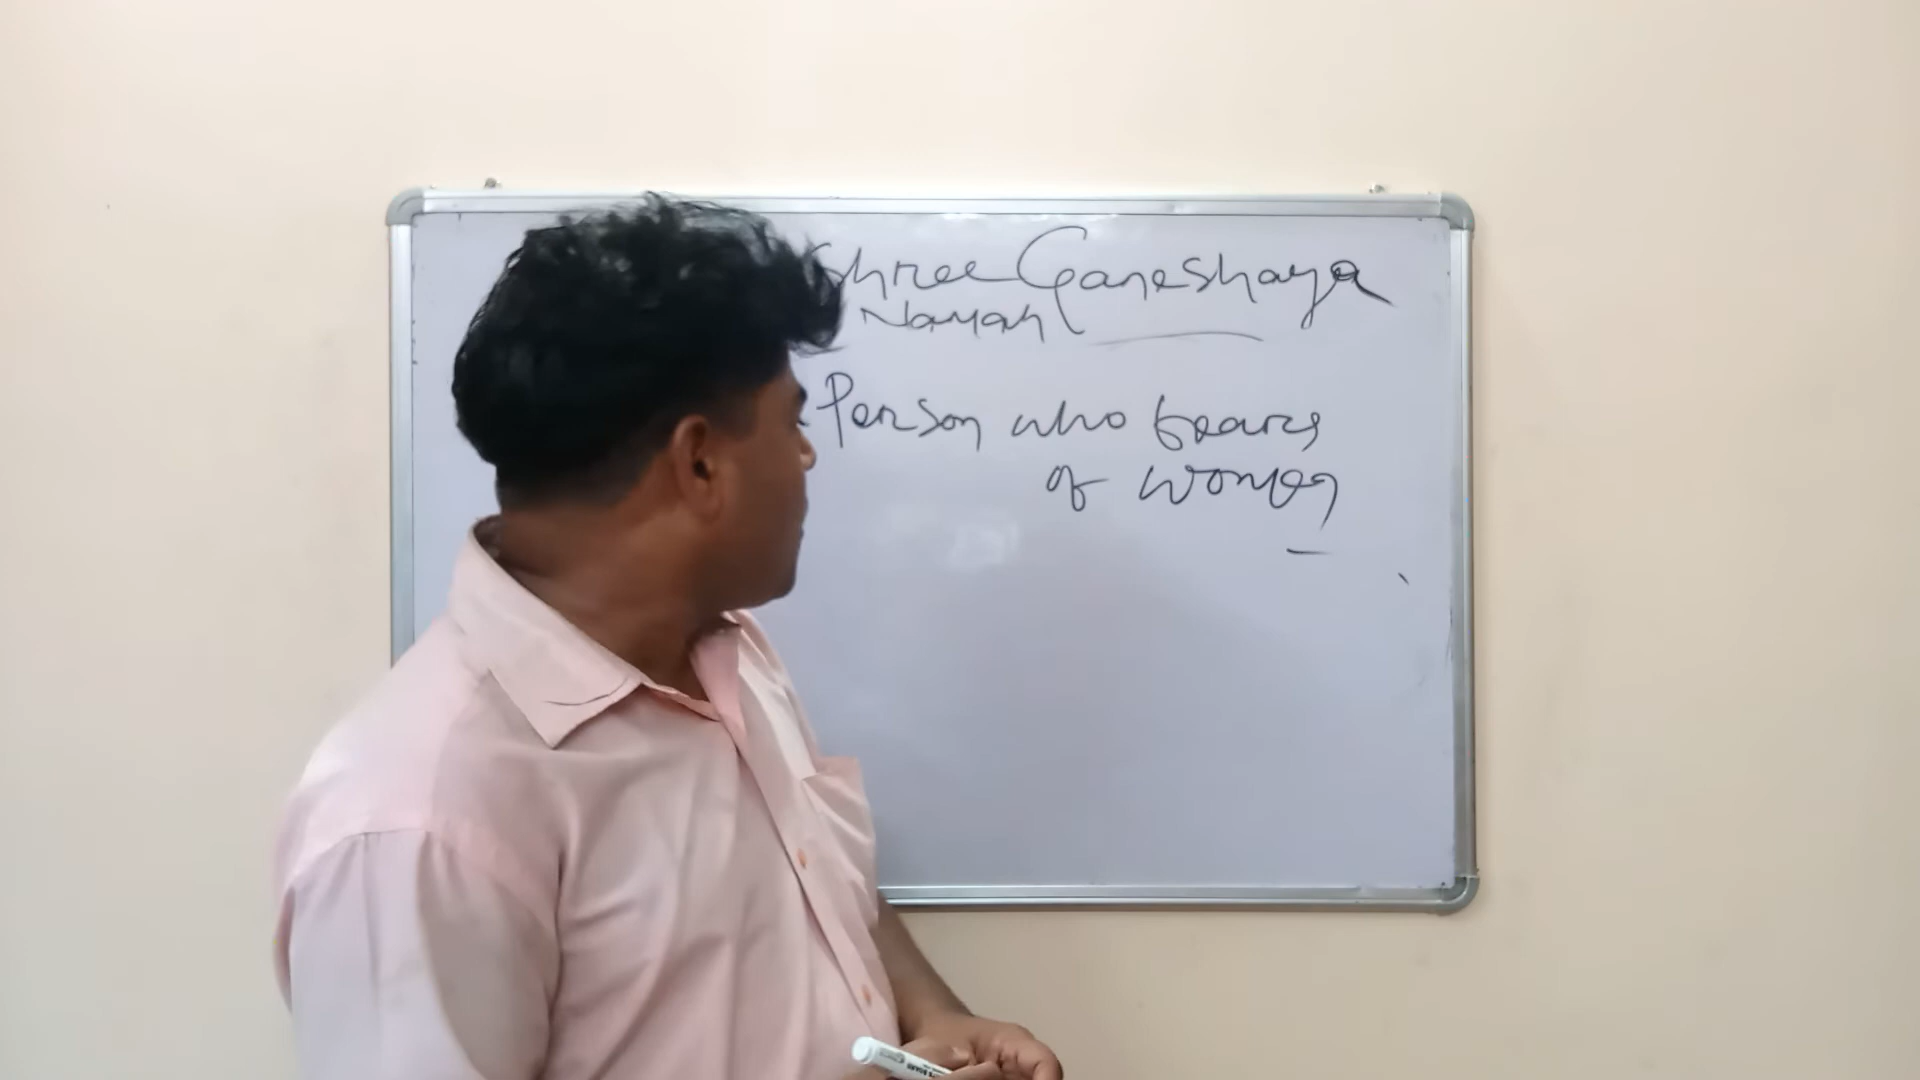 Shree Ganeshaya
Namah
Person who fears
of women